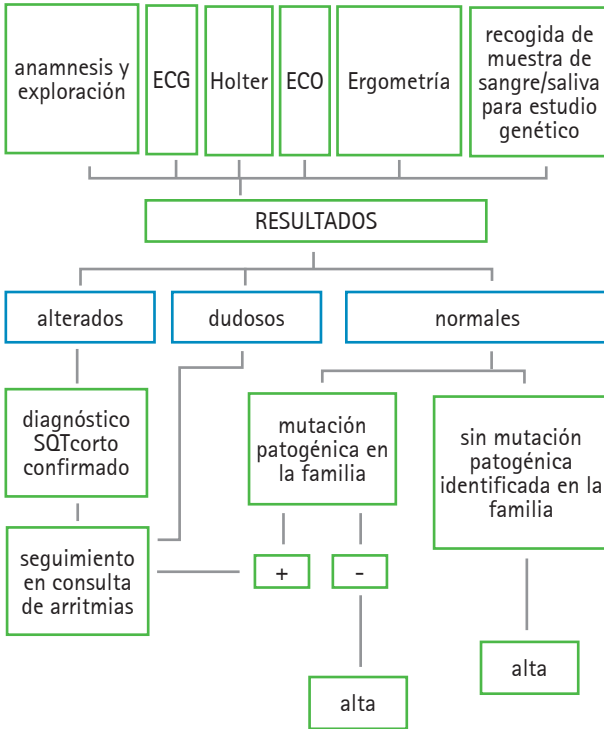 anamnesis y
exploración
ECG
Holter
ECO
Ergometría
recogida de
muestra de
sangre/saliva
para estudio
genético
RESULTADOS
alterados
dudosos
normales
diagnóstico
SQTcorto
confirmado
mutación
patogénica en
la familia
sin mutación
patogénica
identificada en la
familia
seguimiento
en consulta
de arritmias
+
-
alta
alta